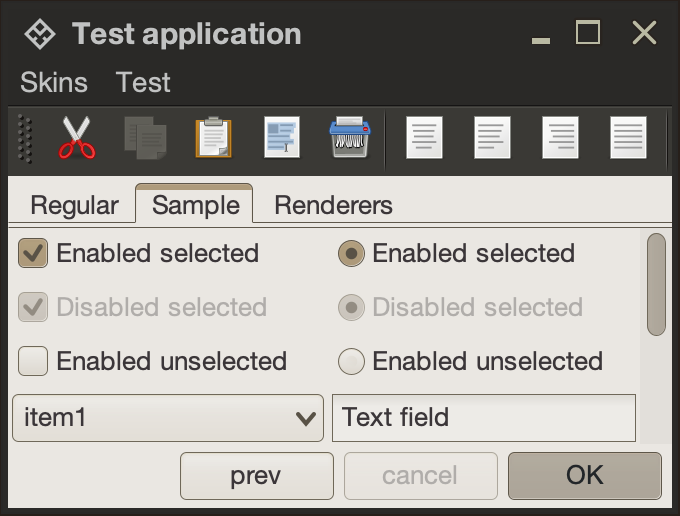 Test application
Skins Test
Regular Sample Renderers
Enabled selected Enabled selected
Disabled selected Disabled selected
Enabled unselected Enabled unselected
item1 Text field
prev cancel OK